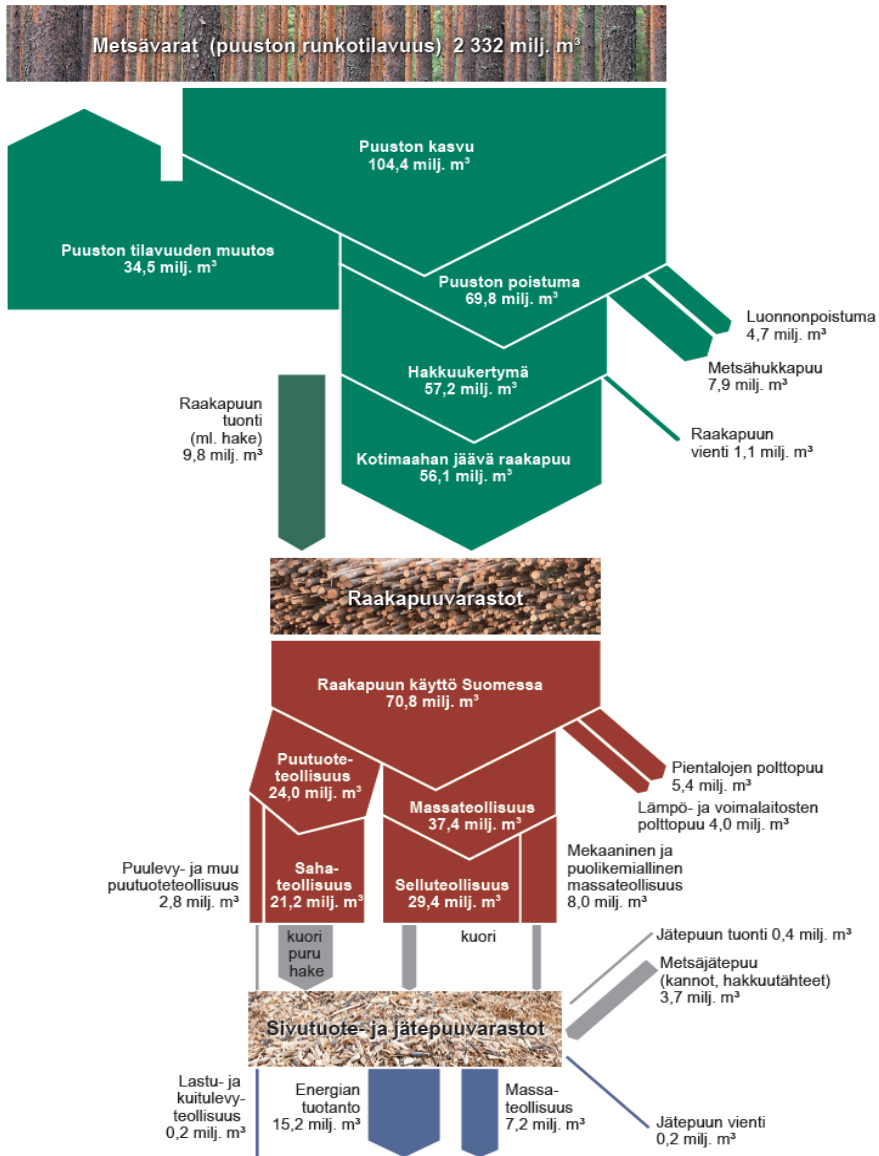 Metsävarat (puuston runkotilavuus) 2 332 milj. m³
Puuston kasvu
104,4 milj. m³
Puuston tilavuuden muutos
34,5 milj. m³
Puuston poistuma
69,8 milj. m³
Luonnonpoistuma
4,7 milj. m³
Metsähukkapuu
7,9 milj. m³
Hakkuukertymä
57,2 milj. m³
Raakapuun
tuonti
(ml. hake)
9,8 milj. m³
Raakapuun
vienti 1,1 milj. m³
Kotimaahan jäävä raakapuu
56,1 milj. m³
Raakapuuvarastot
Raakapuun käyttö Suomessa
70,8 milj. m³
Puutuote-
teollisuus
24,0 milj. m³
Massateollisuus
37,4 milj. m³
Pientalojen polttopuu
5,4 milj. m³
Lämpö- ja voimalaitosten
polttopuu 4,0 milj. m³
Puulevy- ja muu
puutuoteteollisuus
2,8 milj. m³
Saha-
teollisuus
21,2 milj. m³
Selluteollisuus
29,4 milj. m³
Mekaaninen ja
puolikemiallinen
massateollisuus
8,0 milj. m³
kuori
puru
hake
kuori
Jätepuun tuonti 0,4 milj. m³
Metsäjätepuu
(kannot, hakkuutähteet)
3,7 milj. m³
Sivutuote- ja jätepuuvarastot
Lastu- ja
kuitulevy-
teollisuus
0,2 milj. m³
Energian
tuotanto
15,2 milj. m³
Massa-
teollisuus
7,2 milj. m³
Jätepuun vienti
0,2 milj. m³